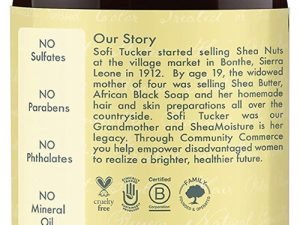 NO
Sulfates
NO
Parabens
NO
Phthalates
NO
Mineral
Oil
Our Story
Sofi Tucker started selling Shea Nuts
at the village market in Bonthe, Sierra
Leone in 1912. By age 19, the widowed
mother of four was selling Shea Butter,
African Black Soap and her homemade
hair and skin preparations all over the
countryside. Sofi Tucker was our
Grandmother and SheaMoisture is her
legacy. Through Community Commerce
you help empower disadvantaged women
to realize a brighter, healthier future.
cruelty
free
Certified
B
Corporation
FAMILY